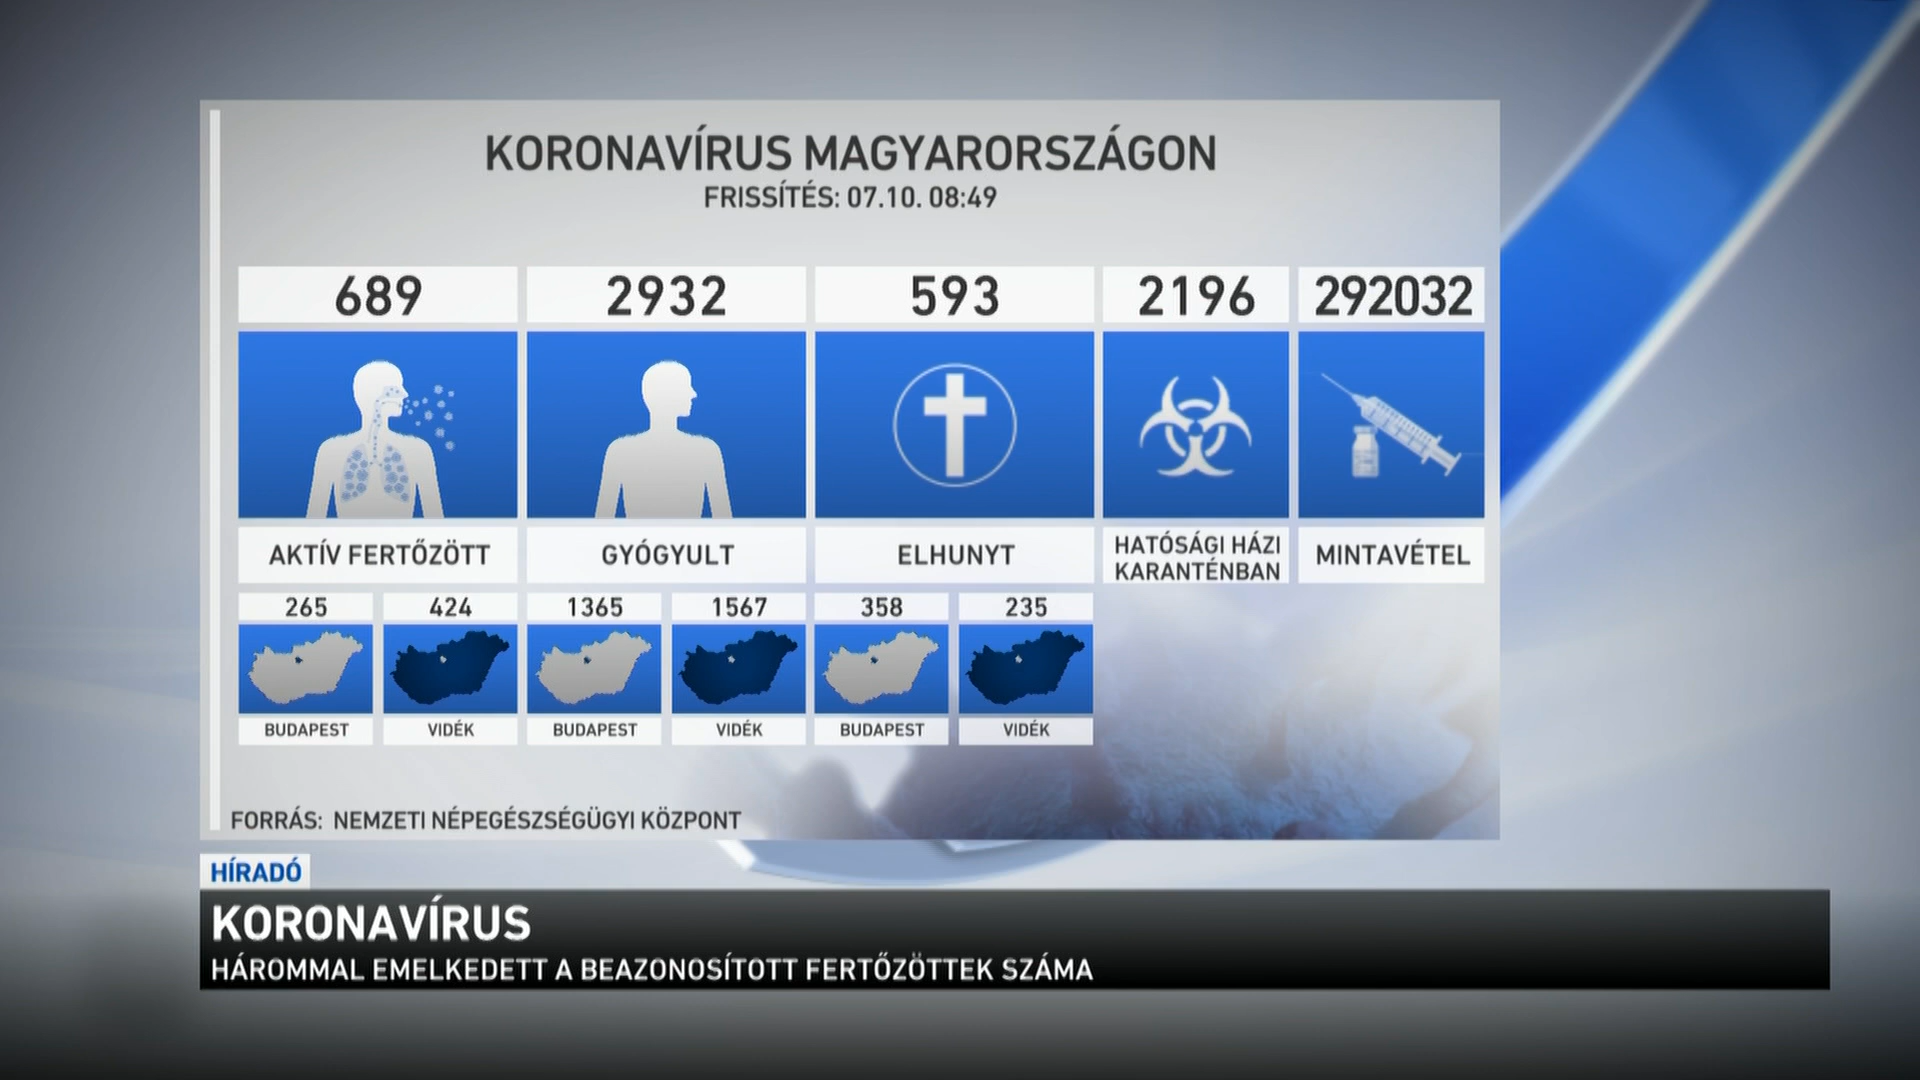 KORONAVÍRUS MAGYARORSZÁGON
FRISSÍTÉS: 07.10. 08:49
689
2932
593
2196
292032
AKTÍV FERTŐZÖTT
GYÓGYULT
ELHUNYT
HATÓSÁGI HÁZI
KARANTÉNBAN
MINTAVÉTEL
265
424
1365
1567
358
235
BUDAPEST
VIDÉK
BUDAPEST
VIDÉK
BUDAPEST
VIDÉK
FORRÁS: NEMZETI NÉPEGÉSZSÉGÜGYI KÖZPONT
HÍRADÓ
KORONAVÍRUS
HÁROMMAL EMELKEDETT A BEAZONOSÍTOTT FERTŐZÖTTEK SZÁMA